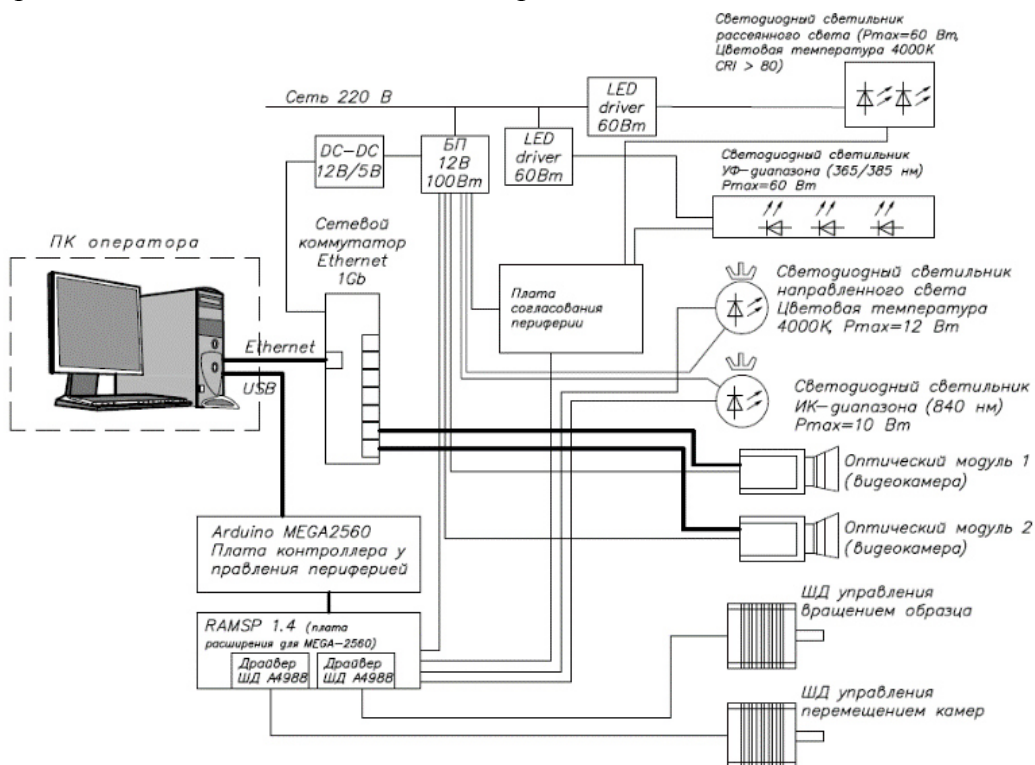 Светодиодный светильник
рассеянного света (Pmax=60 Вт,
Цветовая температура 4000К
CRI > 80)
Сеть 220 В
LED
driver
60Вт
DC-DC
12В/5В
БП
12В
100Вт
LED
driver
60Вт
Светодиодный светильник
УФ-диапазона (365/385 нм)
Pmax=60 Вт
ПК оператора
Сетевой
коммутатор
Ethernet
1Gb
Плата
согласования
периферии
Светодиодный светильник
направленного света
Цветовая температура
4000К, Pmax=12 Вт
Ethernet
USB
Светодиодный светильник
ИК-диапазона (840 нм)
Pmax=10 Вт
Оптический модуль 1
(видеокамера)
Оптический модуль 2
(видеокамера)
Arduino MEGA2560
Плата контроллера у
правления периферией
ШД управления
вращением образца
RAMSP 1.4 (плата
расширения для MEGA-2560)
Драйвер
ШД А4988
Драйвер
ШД А4988
ШД управления
перемещением камер